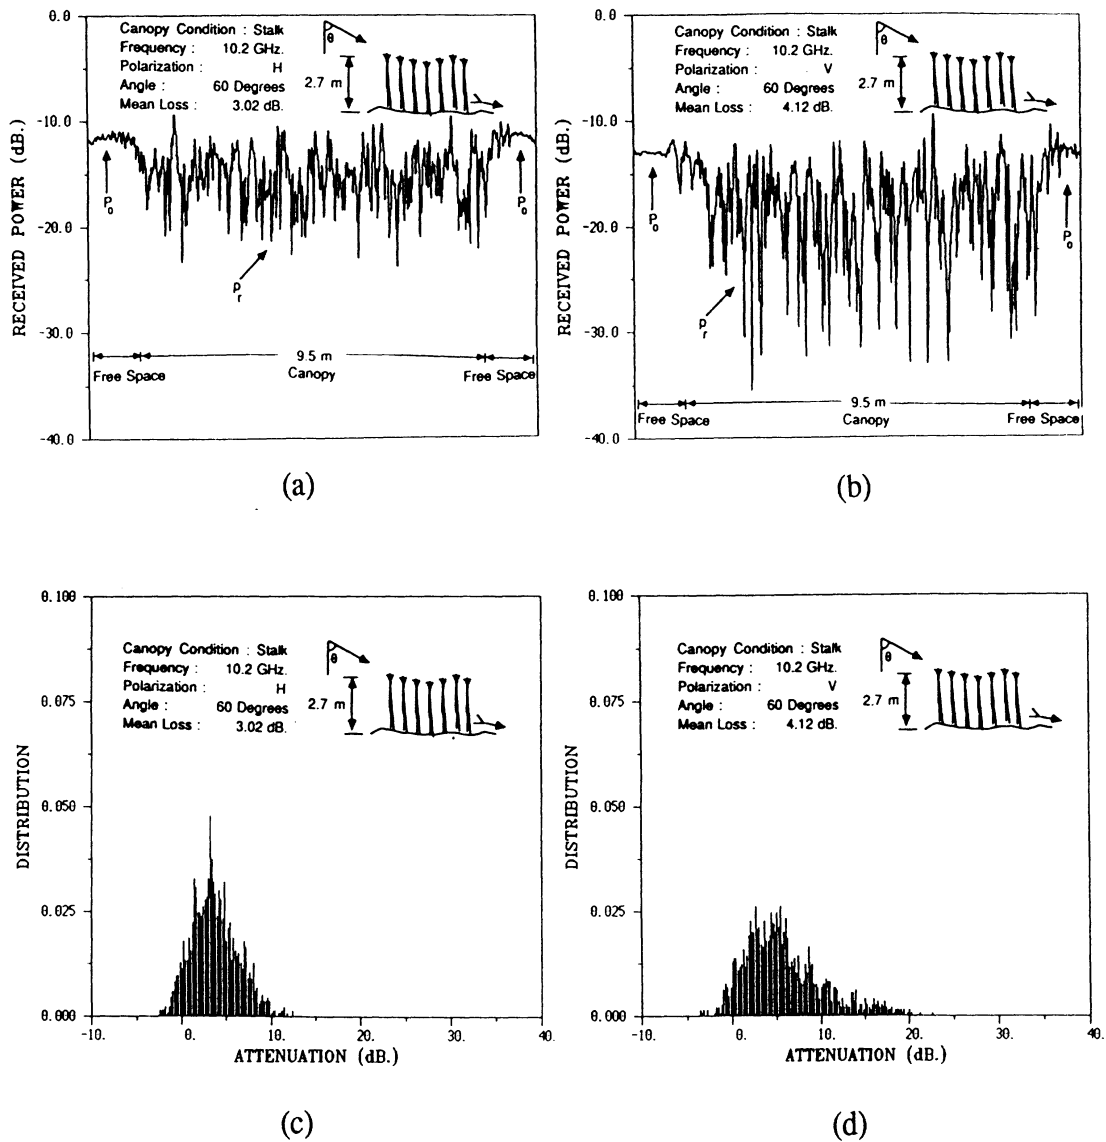 0.0
-10.0
-20.0
-30.0
-40.0
RECEIVED POWER (dB.)
Canopy Condition : Stalk
Frequency : 10.2 GHz.
Polarization : H
Angle : 60 Degrees
Mean Loss : 3.02 dB.
θ
2.7 m
P₀
P₀
Pr
9.5 m
Free Space
Canopy
Free Space
(a)
0.0
-10.0
-20.0
-30.0
-40.0
RECEIVED POWER (dB.)
Canopy Condition : Stalk
Frequency : 10.2 GHz.
Polarization : V
Angle : 60 Degrees
Mean Loss : 4.12 dB.
θ
2.7 m
P₀
P₀
Pr
9.5 m
Free Space
Canopy
Free Space
(b)
0.100
0.075
0.050
0.025
0.000
DISTRIBUTION
Canopy Condition : Stalk
Frequency : 10.2 GHz.
Polarization : H
Angle : 60 Degrees
Mean Loss : 3.02 dB.
θ
2.7 m
-10. 0. 10. 20. 30. 40.
ATTENUATION (dB.)
(c)
0.100
0.075
0.050
0.025
0.000
DISTRIBUTION
Canopy Condition : Stalk
Frequency : 10.2 GHz.
Polarization : V
Angle : 60 Degrees
Mean Loss : 4.12 dB.
θ
2.7 m
-10. 0. 10. 20. 30. 40.
ATTENUATION (dB.)
(d)